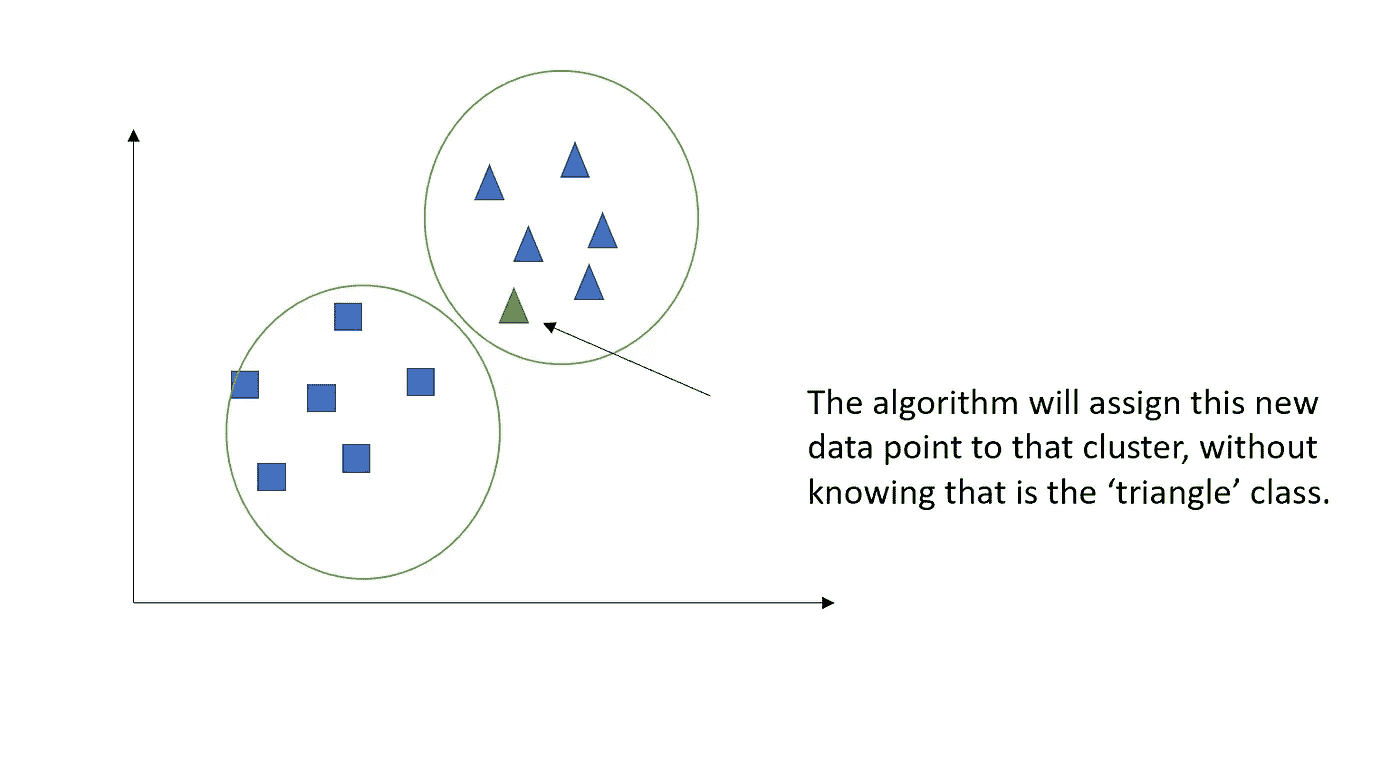 The algorithm will assign this new
data point to that cluster, without
knowing that is the ‘triangle’ class.